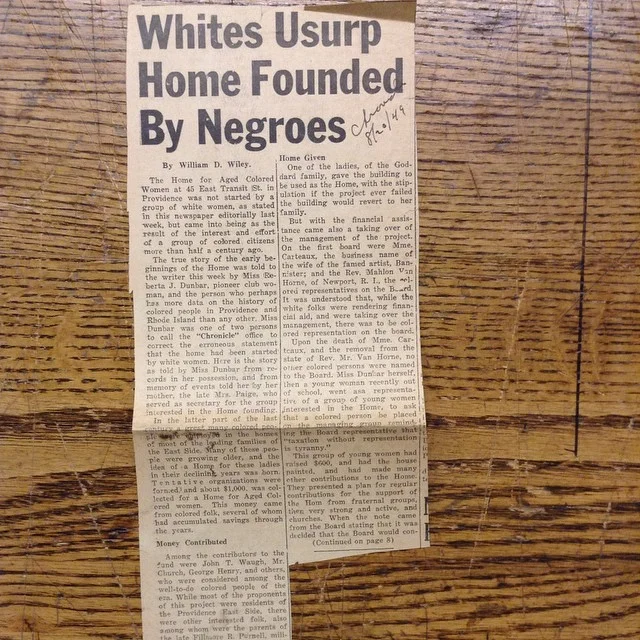 Whites Usurp
Home Founded
By Negroes
8/20/49
By William D. Wiley.
The Home for Aged Colored
Women at 45 East Transit St. in
Providence was not started by a
group of white women, as stated
in this newspaper editorially last
week, but came into being as the
result of the interest and effort
of a group of colored citizens
more than half a century ago.
The true story of the early be-
ginnings of the Home was told to
the writer this week by Miss Ro-
berta J. Dunbar, pioneer club wo-
man, and the person who perhaps
has more data on the history of
colored people in Providence and
Rhode Island than any other. Miss
Dunbar was one of two persons
to call the "Chronicle" office to
correct the erroneous statement
that the home had been started
by white women. Here is the story
as told by Miss Dunbar from re-
cords in her possession, and from
memory of events told her by her
mother, the late Mrs. Paige, who
served as secretary for the group
interested in the Home founding.
In the latter part of the last
century a great many colored
employed in the homes
of most of the leading families of
the East Side. Many of these peo-
ple were growing older, and the
idea of a Home for these ladies
in their declining years was born.
Tentative organizations were
formed and about $1,000, was col-
lected for a Home for Aged Col-
ored women. This money came
from colored folk, several of whom
had accumulated savings through
the years.
Money Contributed
Among the contributors to the
fund were John T. Waugh, Mr.
Church, George Henry, and others,
who were considered among the
well-to-do colored people of the
era. While most of the proponents
of this project were residents of
the Providence East Side, there
were other interested folk, also
among whom were the parents of
the late Fillmore R. Purnell, mili-
Home Given
One of the ladies, of the God-
dard family, gave the building to
be used as the Home, with the stip-
ulation if the project ever failed
the building would revert to her
family.
But with the financial assis-
tance came also a taking over of
the management of the project.
On the first board were Mme.
Carteaux, the business name of
the wife of the famed artist, Ban-
nister; and the Rev. Mahlon Van
Horne, of Newport, R. I., the col-
ored representatives on the Board.
It was understood that, while the
white folks were rendering finan-
cial aid, and were taking over the
management, there was to be col-
ored representation on the board.
Upon the death of Mme. Car-
teaux, and the removal from the
state of Rev. Mr. Van Horne, no
other colored persons were named
to the Board. Miss Dunbar herself,
then a young woman recently out
of school, went as a representa-
tive of a group of young women
interested in the Home, to ask
that a colored person be placed
on the managing group
the Board representative that
"taxation without representation
tyranny."
This group of young women had
raised $600, and had the house
painted, and had made many
other contributions to the Home.
They presented a plan for regular
contributions for the support of
the Hom from fraternal groups,
then very strong and active, and
churches. When the note came
from the Board stating that it was
decided that the Board would con-
(Continued on page 8)